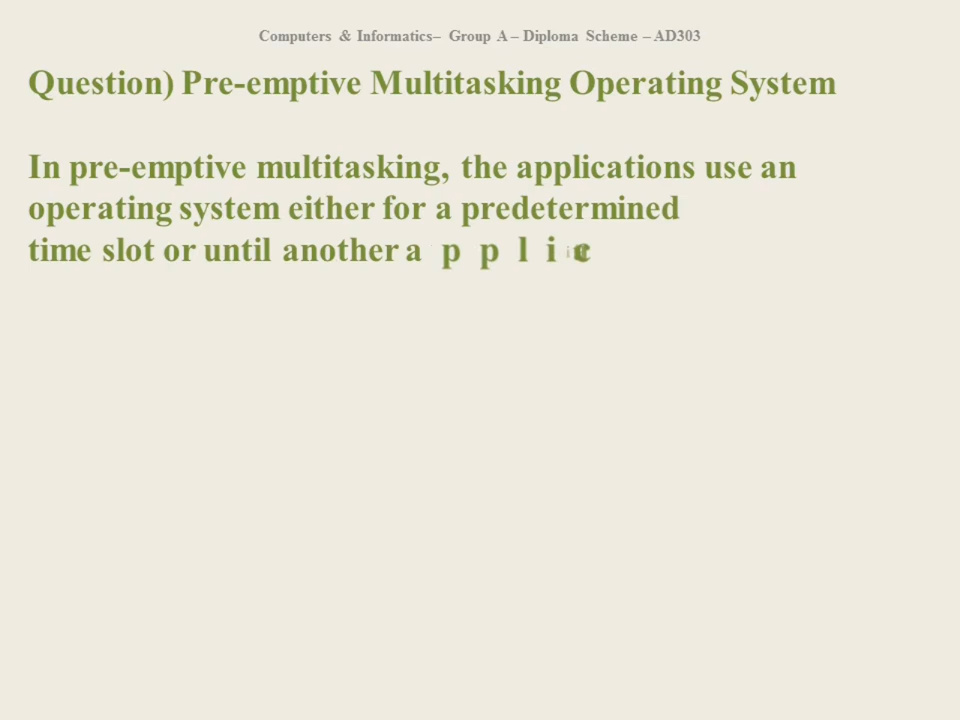 Computers & Informatics– Group A – Diploma Scheme – AD303
Question) Pre-emptive Multitasking Operating System
In pre-emptive multitasking, the applications use an
operating system either for a predetermined
time slot or until another a p p l i